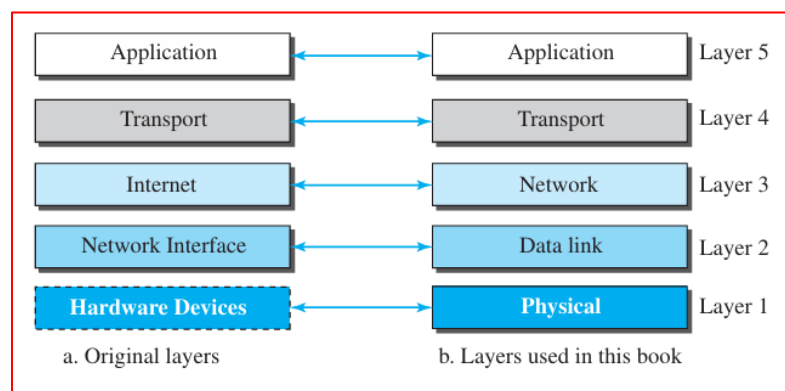 Application Application Layer 5
Transport Transport Layer 4
Internet Network Layer 3
Network Interface Data link Layer 2
Hardware Devices Physical Layer 1
a. Original layers b. Layers used in this book